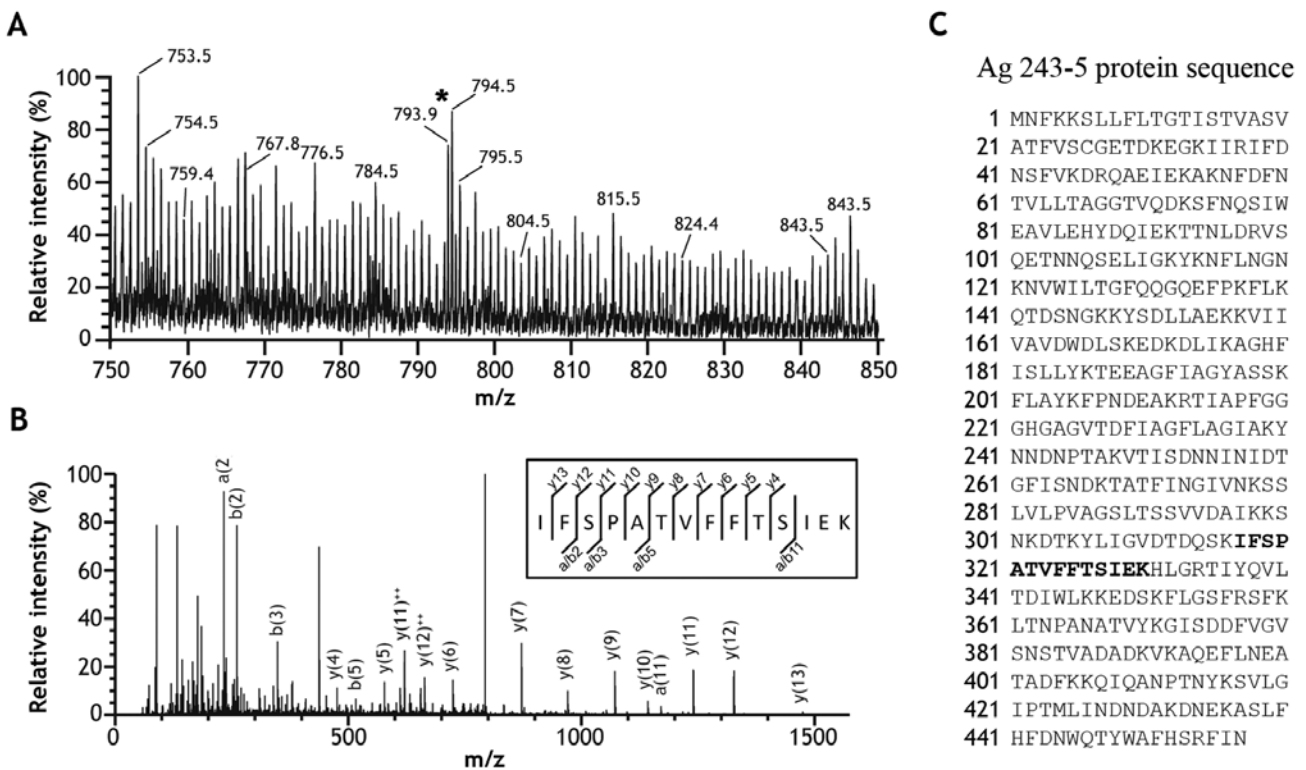 A
753.5
754.5
759.4
767.8
776.5
784.5
793.9
*
794.5
795.5
804.5
815.5
824.4
843.5
843.5
Relative intensity (%)
100
80
60
40
20
0
750 760 770 780 790 800 810 820 830 840 850
m/z
B
Relative intensity (%)
100
80
60
40
20
0
a(2
b(2)
b(3)
y(4)
b(5)
y(5)
y(11)++
y(12)++
y(6)
y(7)
y(8)
y(9)
y(10)
a(11)
y(11)
y(12)
y(13)
y13 y12 y11 y10 y9 y8 y7 y6 y5 y4
I F S P A T V F F T S I E K
a/b2 a/b3 a/b5 a/b11
0 500 1000 1500
m/z
C
Ag 243-5 protein sequence
1 MNFKKSLLFLTGTISTVASV
21 ATFVSCGETDKEGKIIRIFD
41 NSFVKDRQAEIEKAKNFDFN
61 TVLLTAGGTVQDKSFNQSIW
81 EAVLEHYDQIEKTTNLDRVS
101 QETNNQSELIGKYKNFLNGN
121 KNVWILTGFQQGQEFPKFLK
141 QTDSNGKKYSDLLAEKKVII
161 VAVDWDLSKEDKDLIKAGHF
181 ISLLYKTEEAGFIAGYASSK
201 FLAYKFPNDEAKRTIAPFGG
221 GHGAGVTDFIAGFLAGIAKY
241 NNDNPTAKVTISDNNINIDT
261 GFISNDKTATFINGIVNKSS
281 LVLPVAGSLTSSVVDAIKKS
301 NKDTKYLIGVDTDQSKIFSP
321 ATVFFTSIEKHLGRTIYQVL
341 TDIWLKKEDSKFLGSFRSFK
361 LTNPANATVYKGISDDFVGV
381 SNSTVADADKVKAQEFLNEA
401 TADFKKQIQANPTNYKSVLG
421 IPTMLINDNDAKDNEKASLF
441 HFDNWQTYWAFHSRFIN